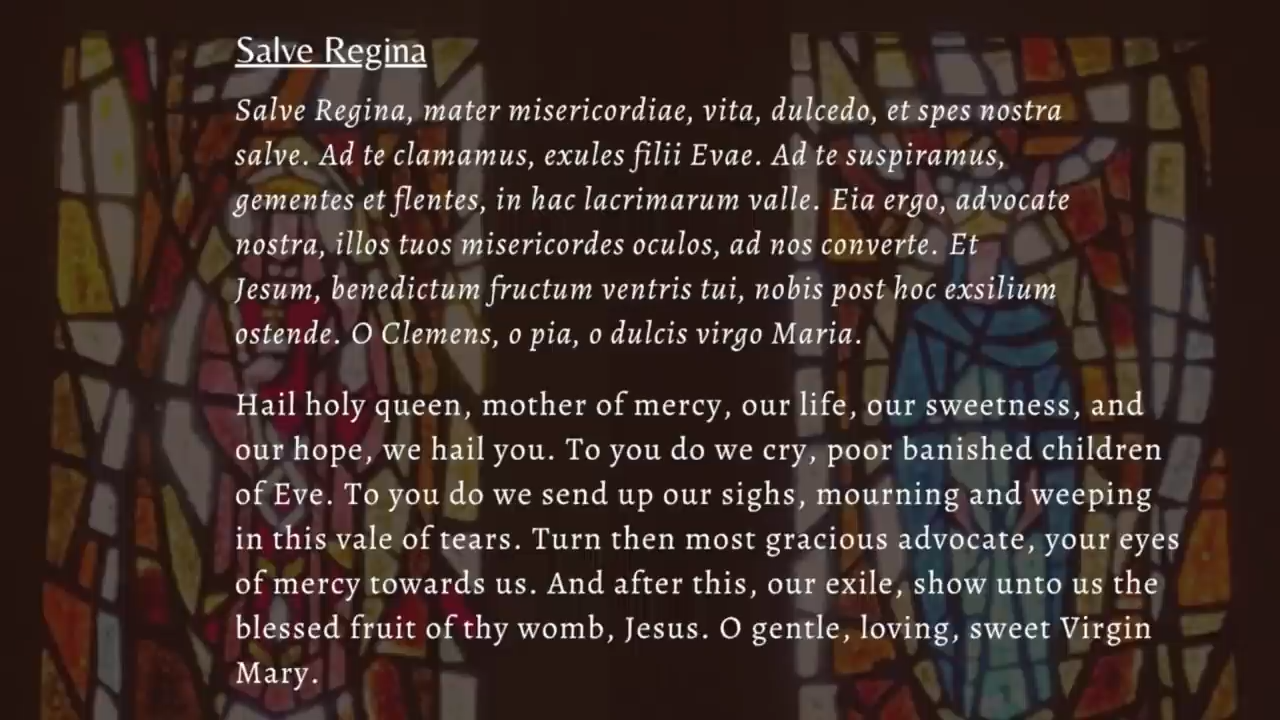 Salve Regina
Salve Regina, mater misericordiae, vita, dulcedo, et spes nostra
salve. Ad te clamamus, exules filii Evae. Ad te suspiramus,
gementes et flentes, in hac lacrimarum valle. Eia ergo, advocate
nostra, illos tuos misericordes oculos, ad nos converte. Et
Jesum, benedictum fructum ventris tui, nobis post hoc exsilium
ostende. O Clemens, o pia, o dulcis virgo Maria.
Hail holy queen, mother of mercy, our life, our sweetness, and
our hope, we hail you. To you do we cry, poor banished children
of Eve. To you do we send up our sighs, mourning and weeping
in this vale of tears. Turn then most gracious advocate, your eyes
of mercy towards us. And after this, our exile, show unto us the
blessed fruit of thy womb, Jesus. O gentle, loving, sweet Virgin
Mary.